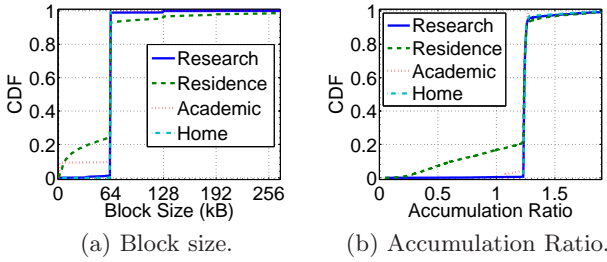 1
0.8
0.6
0.4
0.2
0
CDF
0 64 128 192 256
Block Size (kB)
Research
Residence
Academic
Home
(a) Block size.
1
0.8
0.6
0.4
0.2
0
CDF
0.5 1 1.5
Accumulation Ratio
Research
Residence
Academic
Home
(b) Accumulation Ratio.